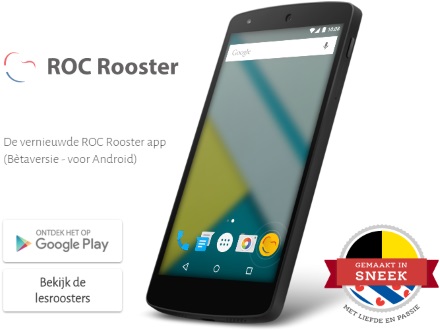 ROC Rooster
De vernieuwde ROC Rooster app
(Bètaversie - voor Android)
ONTDEK HET OP
Google Play
Bekijk de
lesroosters
Google
GEMAAKT IN
SNEEK
MET LIEFDE EN PASSIE